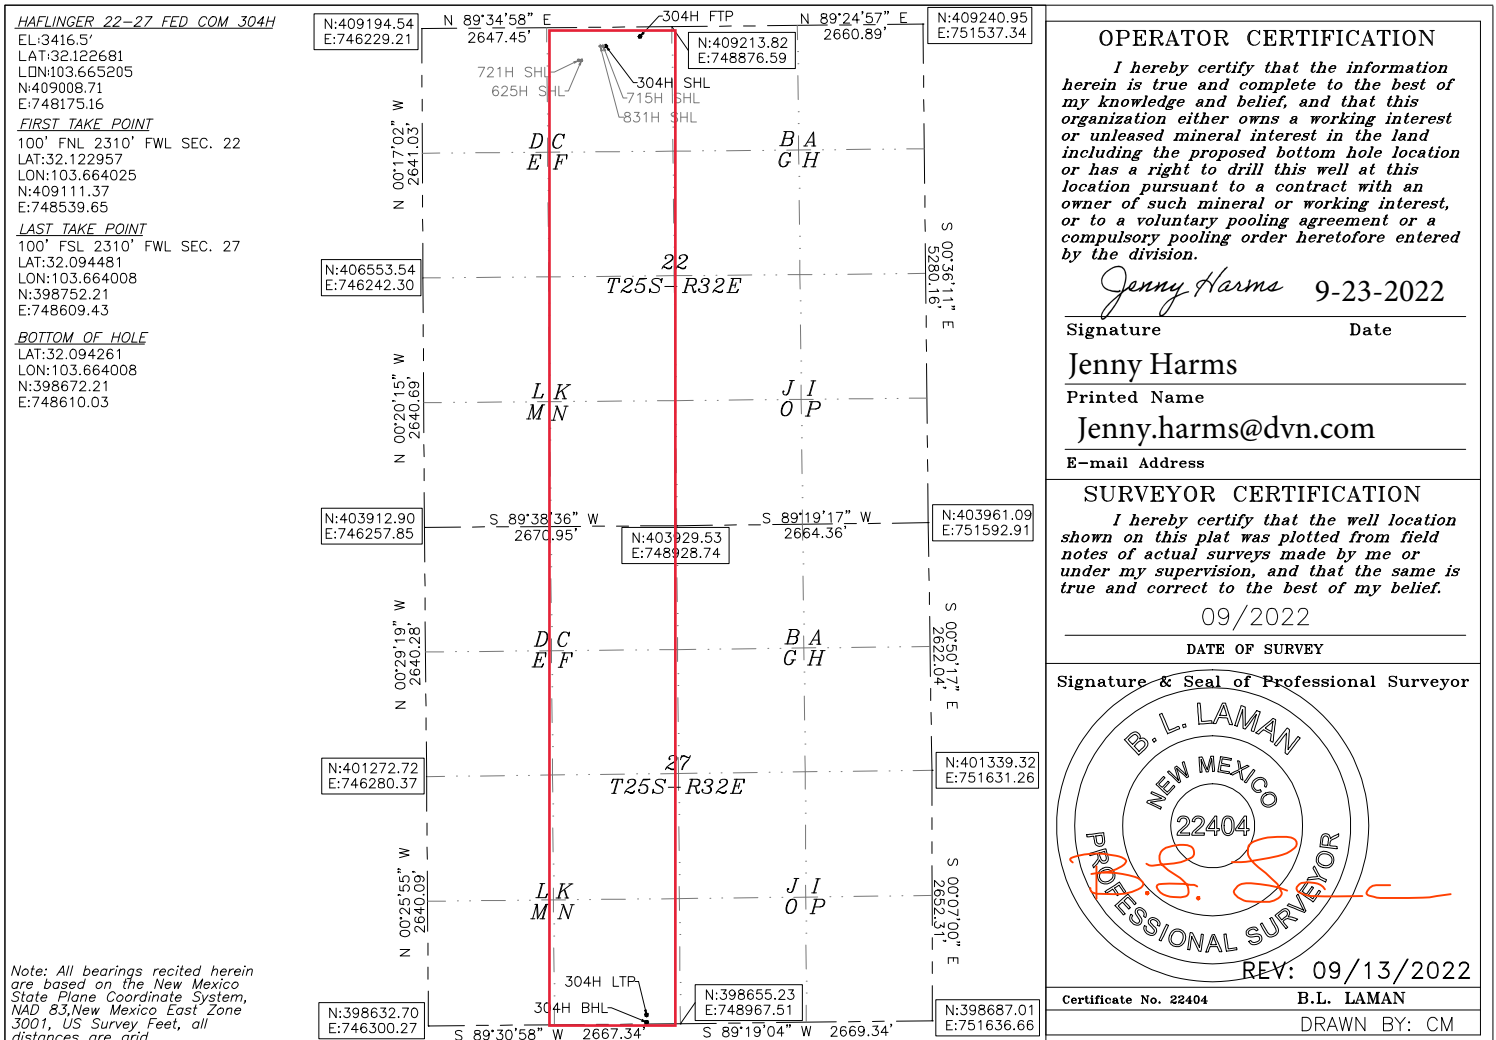 HAFLINGER 22-27 FED COM 304H
EL:3416.5'
LAT:32.122681
LON:103.665205
N:409008.71
E:748175.16
FIRST TAKE POINT
100' FNL 2310' FWL SEC. 22
LAT:32.122957
LON:103.664025
N:409111.37
E:748539.65
LAST TAKE POINT
100' FSL 2310' FWL SEC. 27
LAT:32.094481
LON:103.664008
N:398752.21
E:748609.43
BOTTOM OF HOLE
LAT:32.094261
LON:103.664008
N:398672.21
E:748610.03
Note: All bearings recited herein
are based on the New Mexico
State Plane Coordinate System,
NAD 83,New Mexico East Zone
3001, US Survey Feet, all
distances are grid
N:409194.54
E:746229.21
N 89°34'58" E
2647.45'
304H FTP
N 89°24'57" E
2660.89'
N:409240.95
E:751537.34
N:409213.82
E:748876.59
721H SHL
625H SHL
304H SHL
715H SHL
831H SHL
N 00°17'02" W
2641.03'
D C
E F
B A
G H
S 00°36'11" E
5280.16'
N:406553.54
E:746242.30
22
T25S-R32E
N 00°20'15" W
2640.69'
L K
M N
J I
O P
N:403912.90
E:746257.85
S 89°38'36" W
2670.95'
N:403929.53
E:748928.74
S 89°19'17" W
2664.36'
N:403961.09
E:751592.91
N 00°29'19" W
2640.28'
D C
E F
B A
G H
S 00°50'17" E
2622.04'
N:401272.72
E:746280.37
27
T25S-R32E
N:401339.32
E:751631.26
N 00°25'55" W
2640.09'
L K
M N
J I
O P
S 00°07'00" E
2652.31'
304H LTP
304H BHL
N:398632.70
E:746300.27
S 89°30'58" W 2667.34'
N:398655.23
E:748967.51
S 89°19'04" W 2669.34'
N:398687.01
E:751636.66
OPERATOR CERTIFICATION
I hereby certify that the information
herein is true and complete to the best of
my knowledge and belief, and that this
organization either owns a working interest
or unleased mineral interest in the land
including the proposed bottom hole location
or has a right to drill this well at this
location pursuant to a contract with an
owner of such mineral or working interest,
or to a voluntary pooling agreement or a
compulsory pooling order heretofore entered
by the division.
Jenny Harms 9-23-2022
Signature Date
Jenny Harms
Printed Name
Jenny.harms@dvn.com
E-mail Address
SURVEYOR CERTIFICATION
I hereby certify that the well location
shown on this plat was plotted from field
notes of actual surveys made by me or
under my supervision, and that the same is
true and correct to the best of my belief.
09/2022
DATE OF SURVEY
Signature & Seal of Professional Surveyor
B. L. LAMAN
NEW MEXICO
22404
PROFESSIONAL SURVEYOR
REV: 09/13/2022
Certificate No. 22404 B.L. LAMAN
DRAWN BY: CM